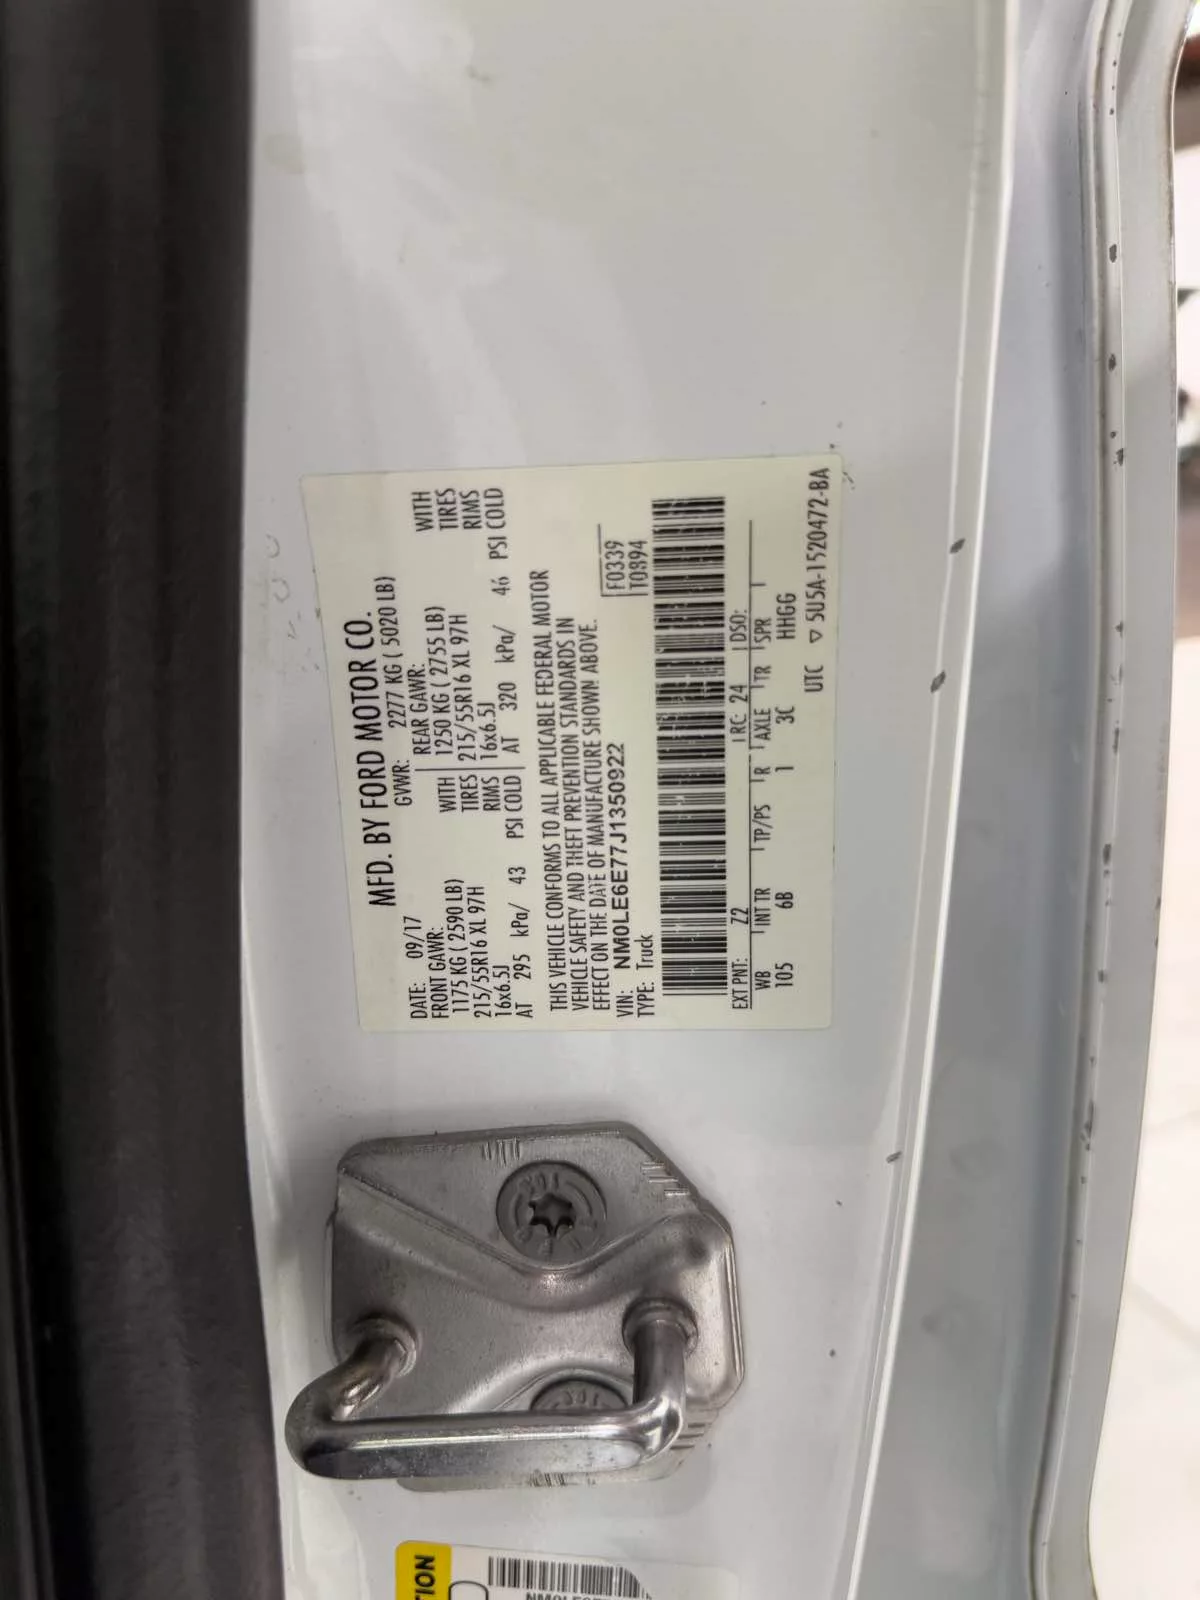 MFD. BY FORD MOTOR CO.
DATE: 09/17 GVWR: 2277 KG ( 5020 LB)
FRONT GAWR: REAR GAWR:
1175 KG ( 2590 LB) WITH 1250 KG ( 2755 LB) WITH
215/55R16 XL 97H TIRES 215/55R16 XL 97H TIRES
16x6.5J RIMS 16x6.5J RIMS
AT 295 kPa/ 43 PSI COLD AT 320 kPa/ 46 PSI COLD
THIS VEHICLE CONFORMS TO ALL APPLICABLE FEDERAL MOTOR
VEHICLE SAFETY AND THEFT PREVENTION STANDARDS IN
EFFECT ON THE DATE OF MANUFACTURE SHOWN ABOVE.
VIN: NM0LE6E77J1350922 F0339
TYPE: Truck T0894
EXT PNT: Z2 RC: 24 DSO:
WB INT TR TP/PS R AXLE TR SPR
105 6B 1 3C HHGG
UTC ▽ 5U5A-1520472-BA
TION